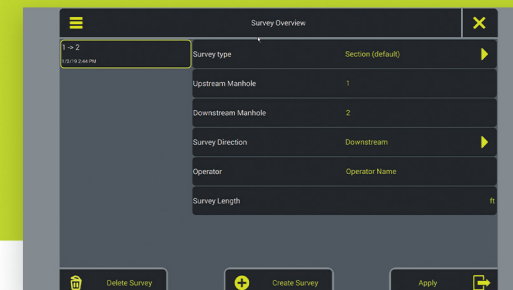 Survey Overview
1 -> 2
1/2/19 2:44 PM
Survey type Section (default)
Upstream Manhole 1
Downstream Manhole 2
Survey Direction Downstream
Operator Operator Name
Survey Length ft
Delete Survey Create Survey Apply